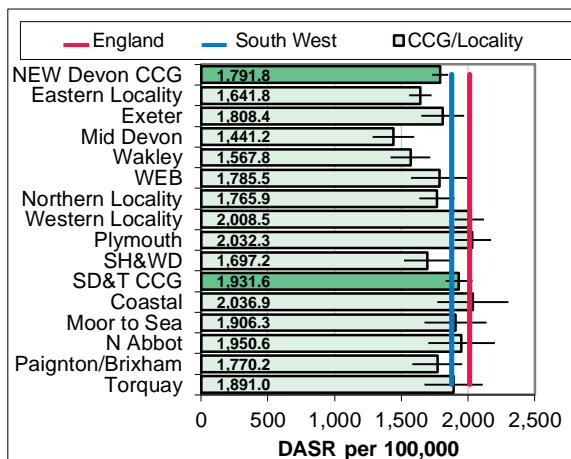 England South West CCG/Locality
NEW Devon CCG 1,791.8
Eastern Locality 1,641.8
Exeter 1,808.4
Mid Devon 1,441.2
Wakley 1,567.8
WEB 1,785.5
Northern Locality 1,765.9
Western Locality 2,008.5
Plymouth 2,032.3
SH&WD 1,697.2
SD&T CCG 1,931.6
Coastal 2,036.9
Moor to Sea 1,906.3
N Abbot 1,950.6
Paignton/Brixham 1,770.2
Torquay 1,891.0
0 500 1,000 1,500 2,000 2,500
DASR per 100,000